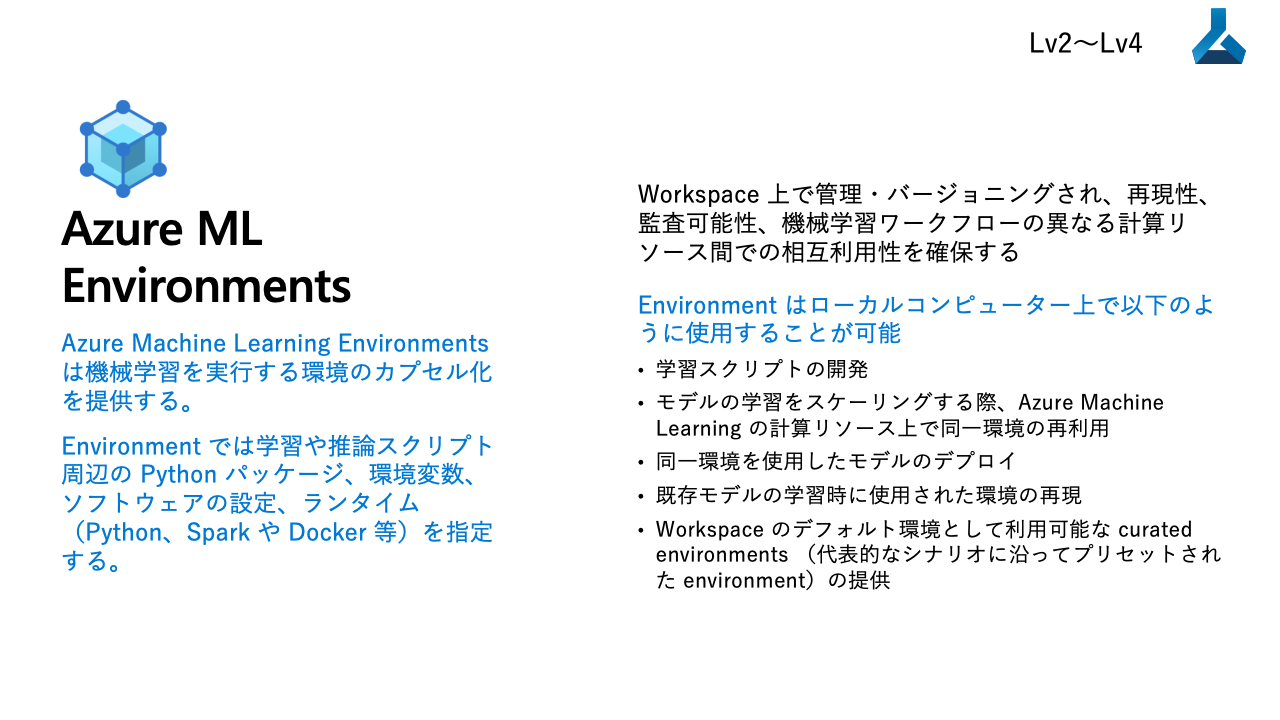 Lv2～Lv4
Azure ML
Environments
Azure Machine Learning Environments
は機械学習を実行する環境のカプセル化
を提供する。
Environment では学習や推論スクリプト
周辺の Python パッケージ、環境変数、
ソフトウェアの設定、ランタイム
（Python、Spark や Docker 等）を指定
する。
Workspace 上で管理・バージョニングされ、再現性、
監査可能性、機械学習ワークフローの異なる計算リ
ソース間での相互利用性を確保する
Environment はローカルコンピューター上で以下のよ
うに使用することが可能
• 学習スクリプトの開発
• モデルの学習をスケーリングする際、Azure Machine
Learning の計算リソース上で同一環境の再利用
• 同一環境を使用したモデルのデプロイ
• 既存モデルの学習時に使用された環境の再現
• Workspace のデフォルト環境として利用可能な curated
environments （代表的なシナリオに沿ってプリセットされ
た environment）の提供